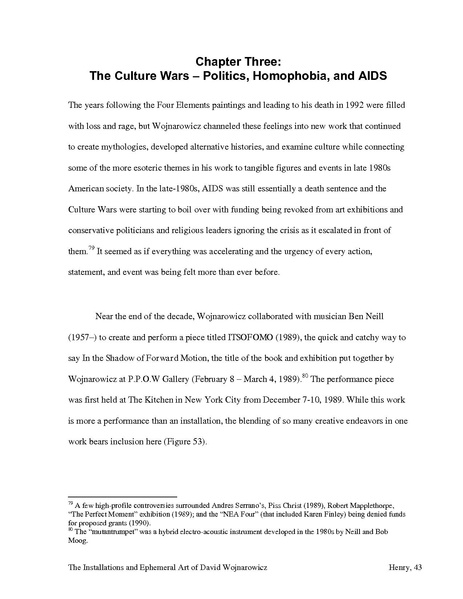 Chapter Three:
The Culture Wars – Politics, Homophobia, and AIDS
The years following the Four Elements paintings and leading to his death in 1992 were filled
with loss and rage, but Wojnarowicz channeled these feelings into new work that continued
to create mythologies, developed alternative histories, and examine culture while connecting
some of the more esoteric themes in his work to tangible figures and events in late 1980s
American society. In the late-1980s, AIDS was still essentially a death sentence and the
Culture Wars were starting to boil over with funding being revoked from art exhibitions and
conservative politicians and religious leaders ignoring the crisis as it escalated in front of
them.79 It seemed as if everything was accelerating and the urgency of every action,
statement, and event was being felt more than ever before.
Near the end of the decade, Wojnarowicz collaborated with musician Ben Neill
(1957–) to create and perform a piece titled ITSOFOMO (1989), the quick and catchy way to
say In the Shadow of Forward Motion, the title of the book and exhibition put together by
Wojnarowicz at P.P.O.W Gallery (February 8 – March 4, 1989).80 The performance piece
was first held at The Kitchen in New York City from December 7-10, 1989. While this work
is more a performance than an installation, the blending of so many creative endeavors in one
work bears inclusion here (Figure 53).
79 A few high-profile controversies surrounded Andres Serrano's, Piss Christ (1989), Robert Mapplethorpe,
"The Perfect Moment" exhibition (1989); and the "NEA Four" (that included Karen Finley) being denied funds
for proposed grants (1990).
80 The "mutantrumpet" was a hybrid electro-acoustic instrument developed in the 1980s by Neill and Bob
Moog.
The Installations and Ephemeral Art of David Wojnarowicz Henry, 43